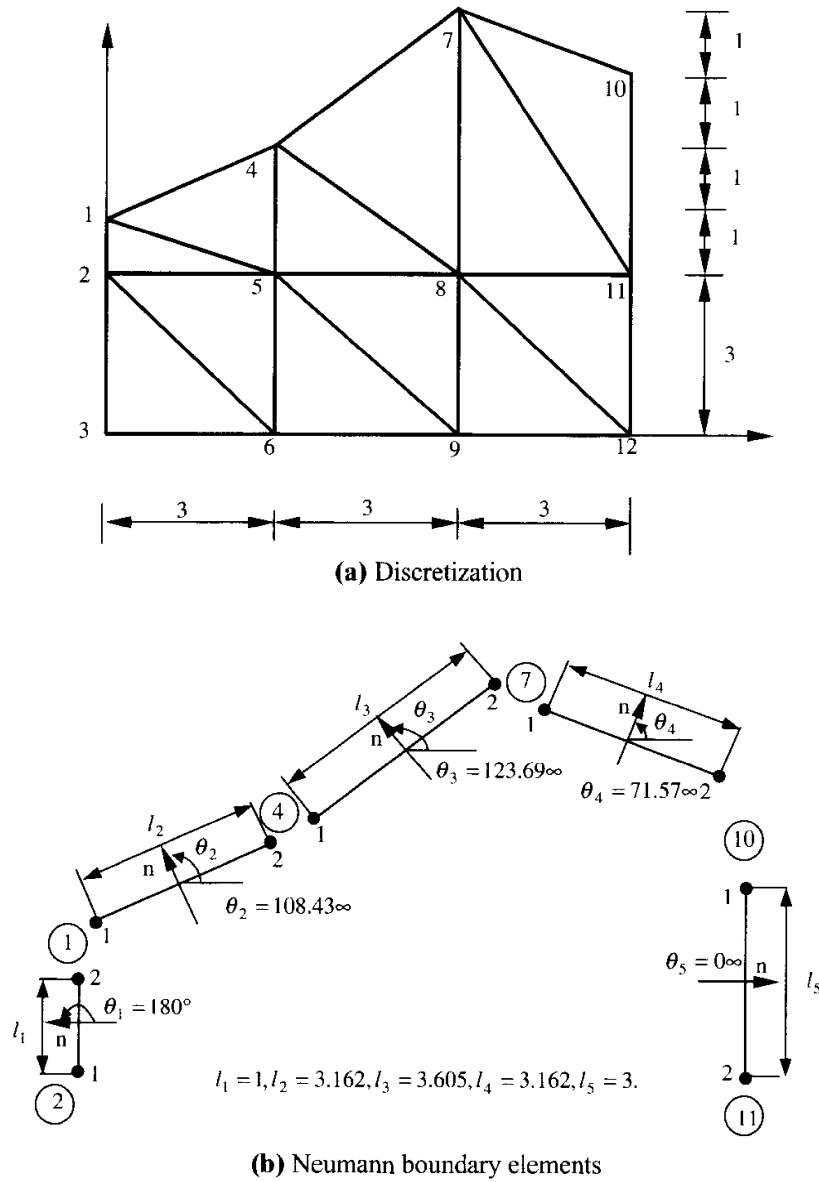 7
1
10
1
4
1
1
1
2
5
8
11
3
3
6
9
12
3
3
3
(a) Discretization
l₃
θ₃
n
2
7
1
l₄
n
θ₄
θ₃ = 123.69∞
θ₄ = 71.57∞ 2
l₂
4
1
θ₂
n
2
θ₂ = 108.43∞
10
1
1
1
2
θ₁ = 180°
l₁
n
1
2
θ₅ = 0∞
n
l₅
2
11
l₁ = 1, l₂ = 3.162, l₃ = 3.605, l₄ = 3.162, l₅ = 3.
(b) Neumann boundary elements